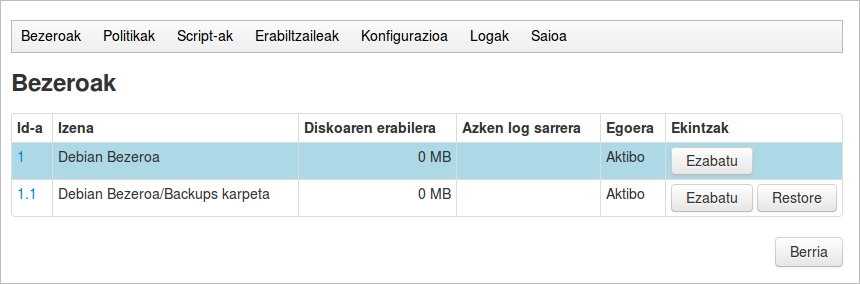 Bezeroak Politikak Script-ak Erabiltzaileak Konfigurazioa Logak Saioa
Bezeroak
Id-a Izena Diskoaren erabilera Azken log sarrera Egoera Ekintzak
1 Debian Bezeroa 0 MB Aktibo Ezabatu
1.1 Debian Bezeroa/Backups karpeta 0 MB Aktibo Ezabatu Restore
Berria